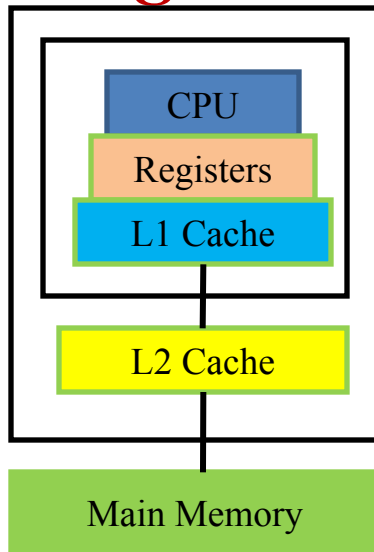 CPU
Registers
L1 Cache
L2 Cache
Main Memory